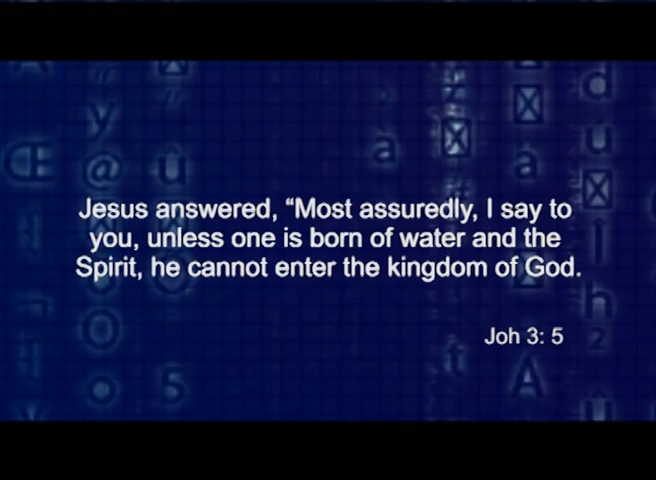 Jesus answered, “Most assuredly, I say to
you, unless one is born of water and the
Spirit, he cannot enter the kingdom of God.
Joh 3: 5